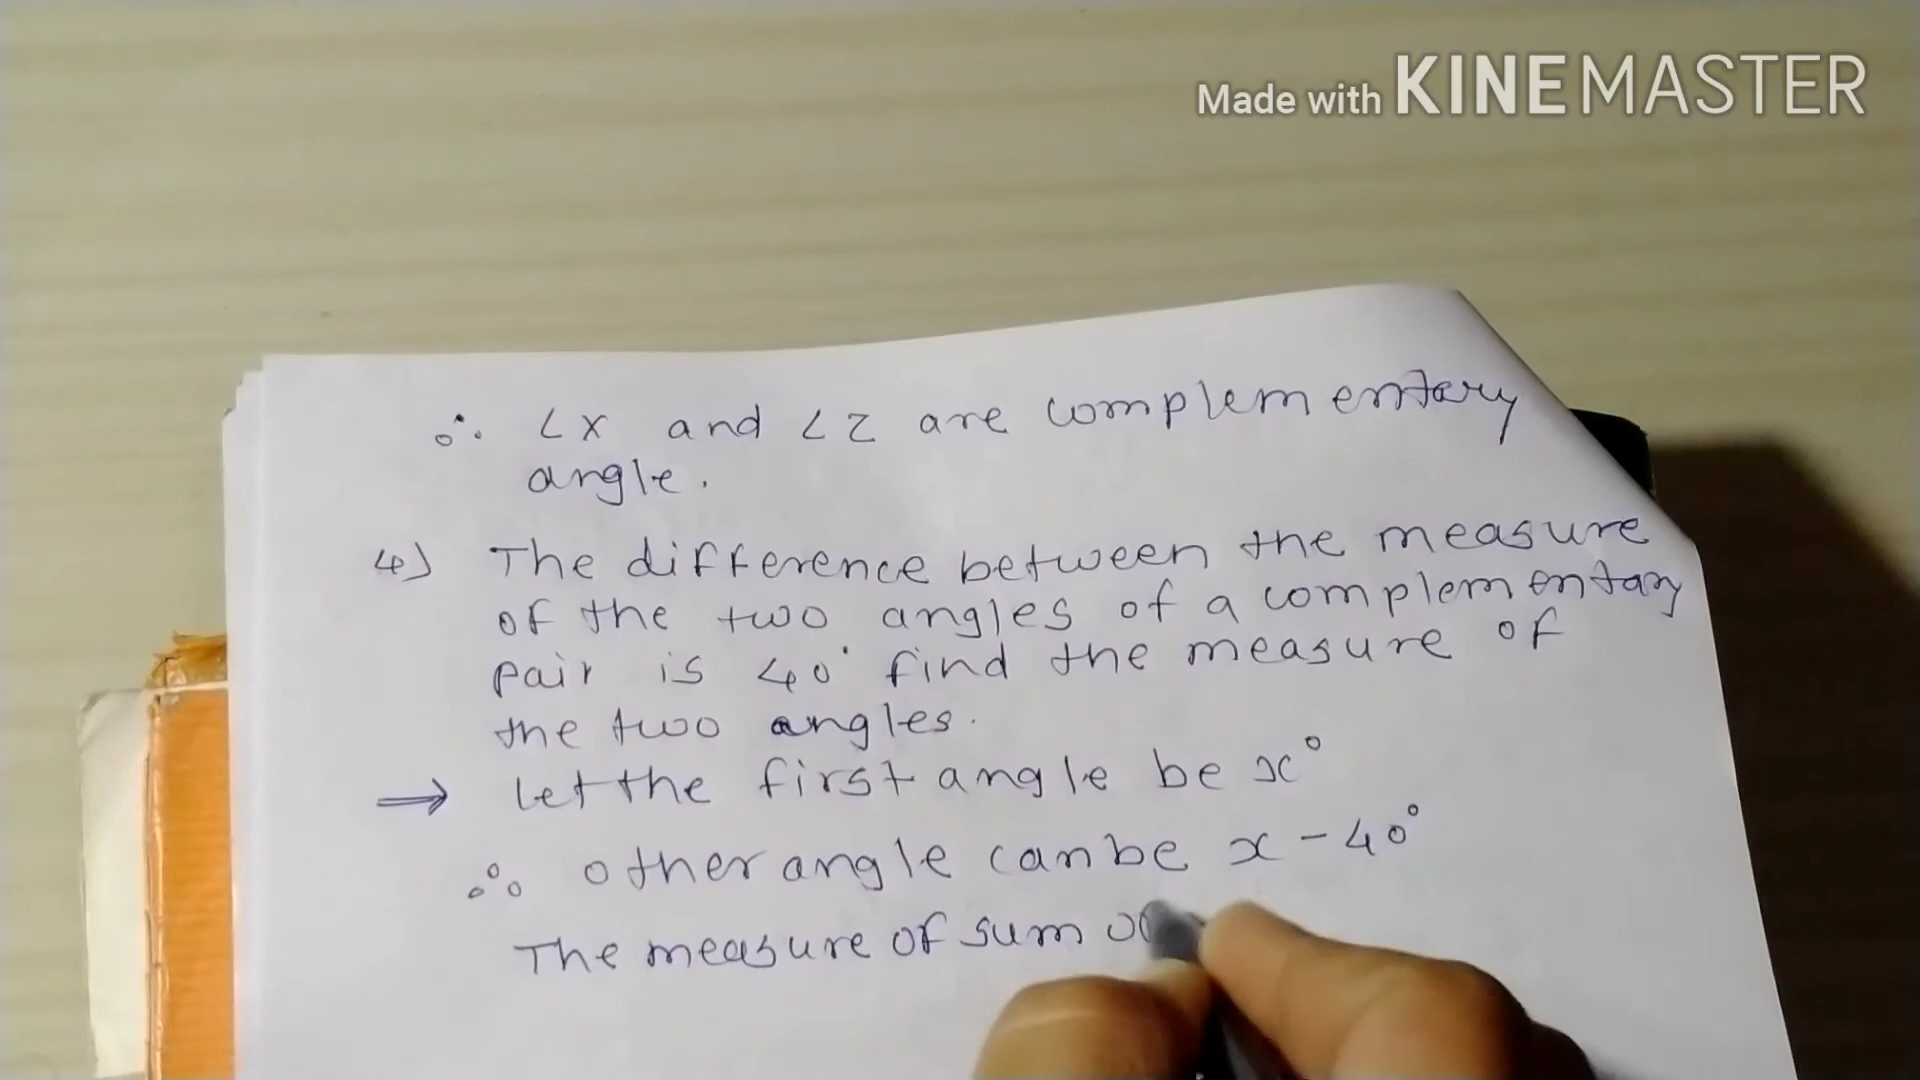 Made with KINEMASTER
∴ ∠X and ∠Z are complementary
angle.
4) The difference between the measure
of the two angles of a complementary
pair is 40° find the measure of
the two angles.
⇒ Let the first angle be x°
∴ other angle can be x - 40°
The measure of sum